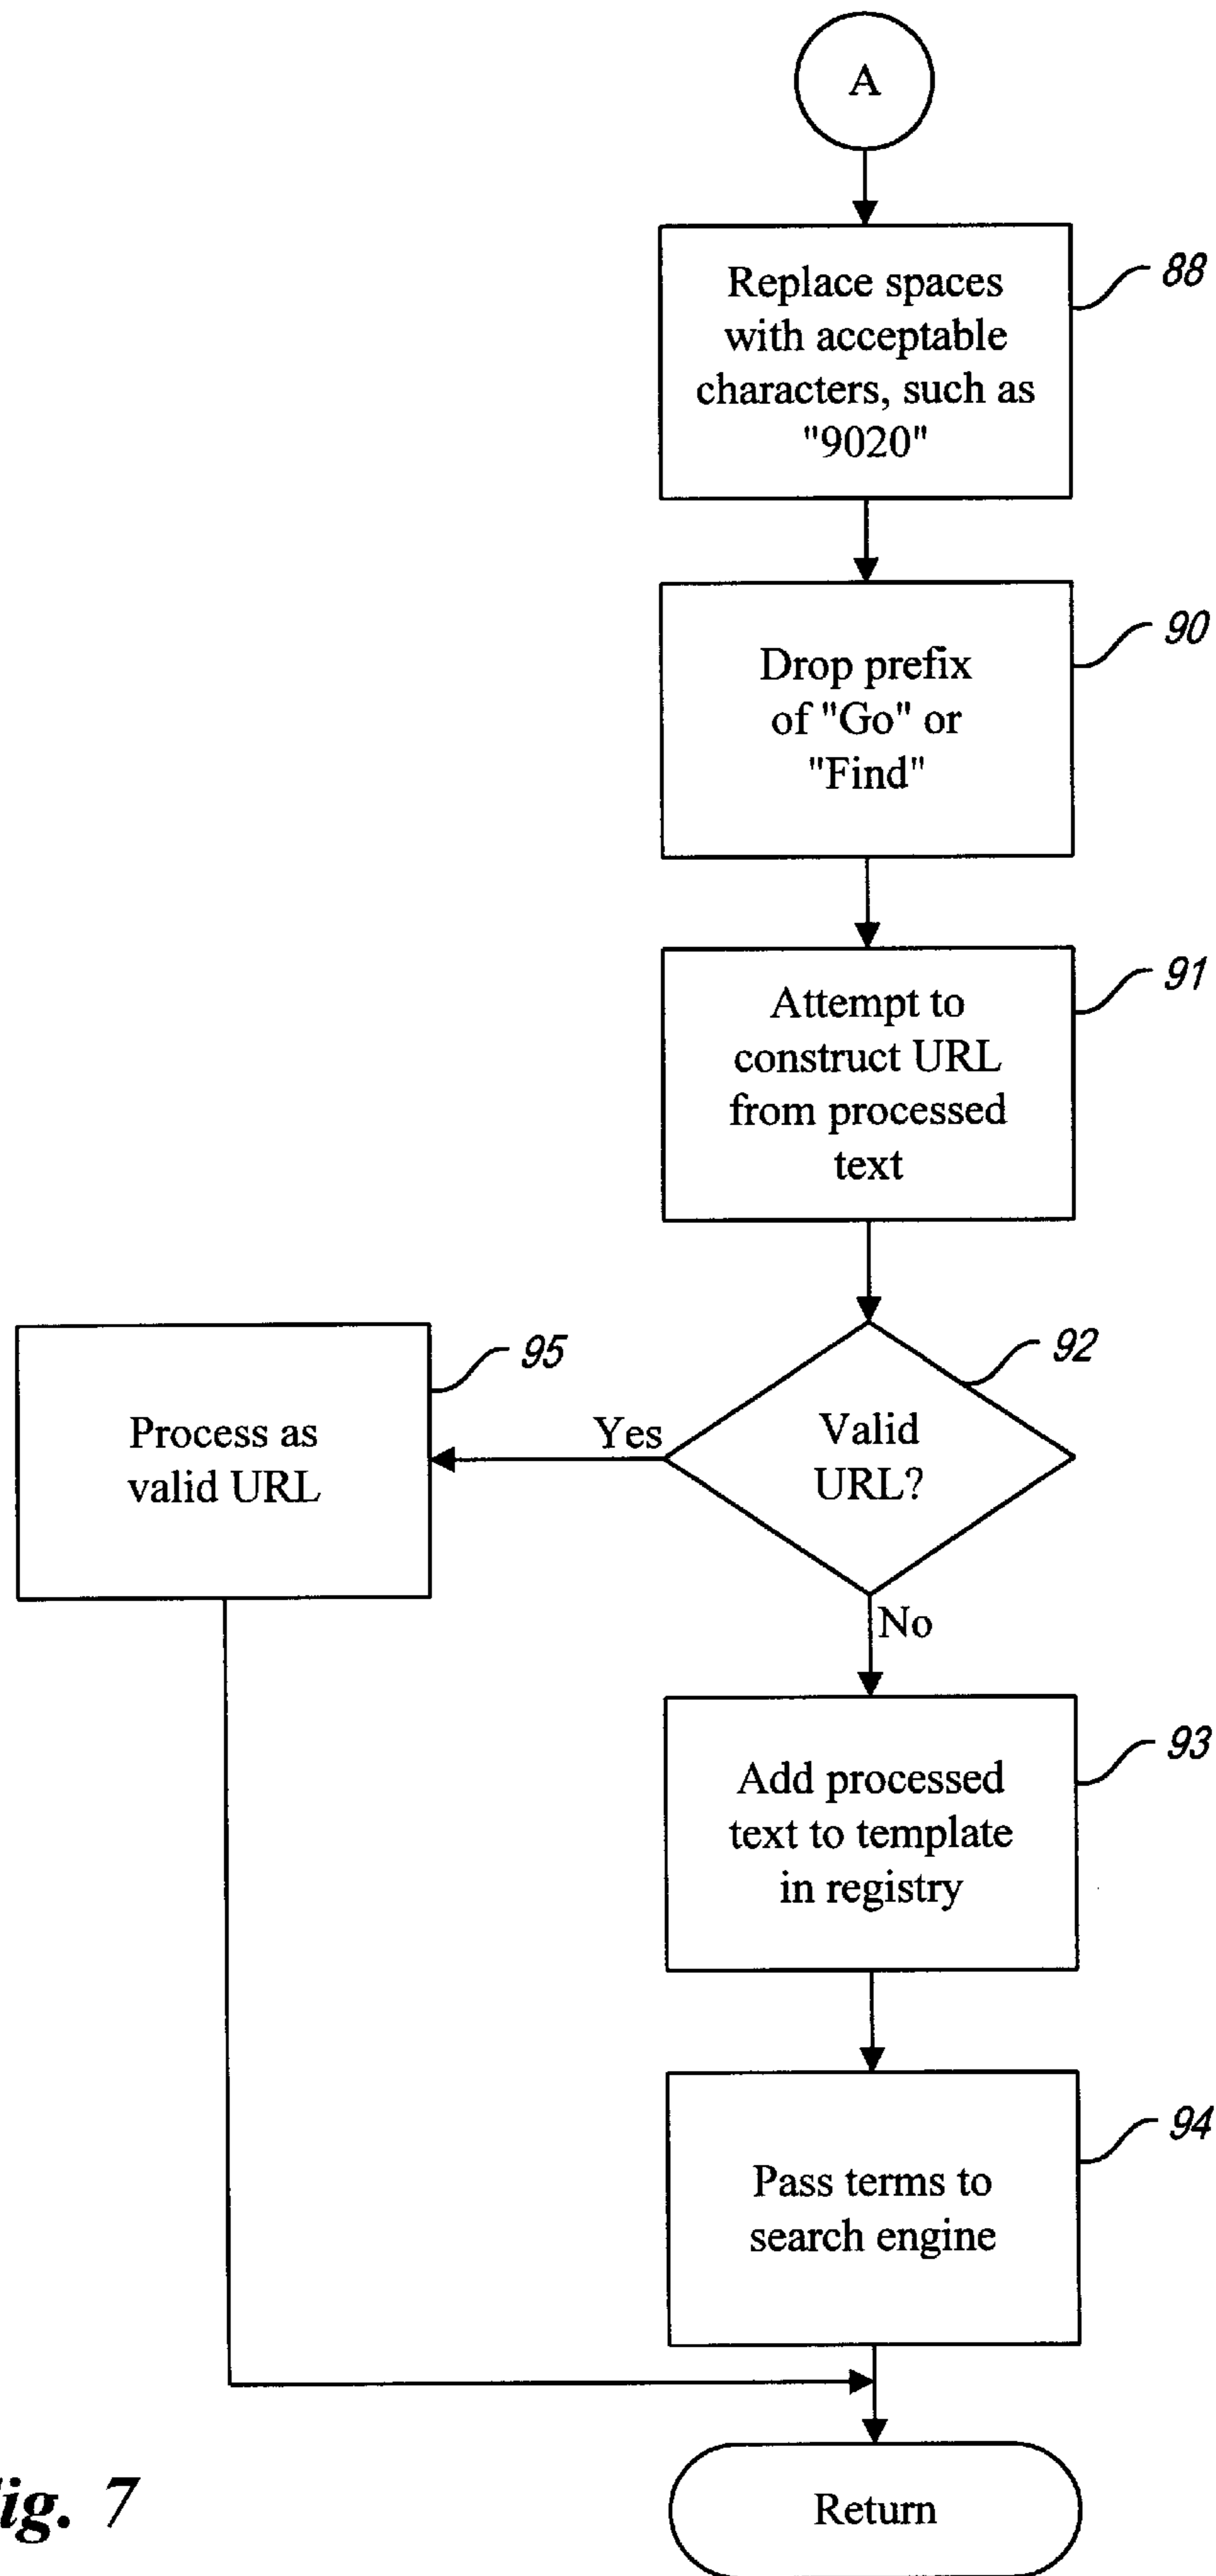 A
Replace spaces
with acceptable
characters, such as
"9020"
88
Drop prefix
of "Go" or
"Find"
90
Attempt to
construct URL
from processed
text
91
Valid
URL?
92
Yes
Process as
valid URL
95
No
Add processed
text to template
in registry
93
Pass terms to
search engine
94
Return
ig. 7